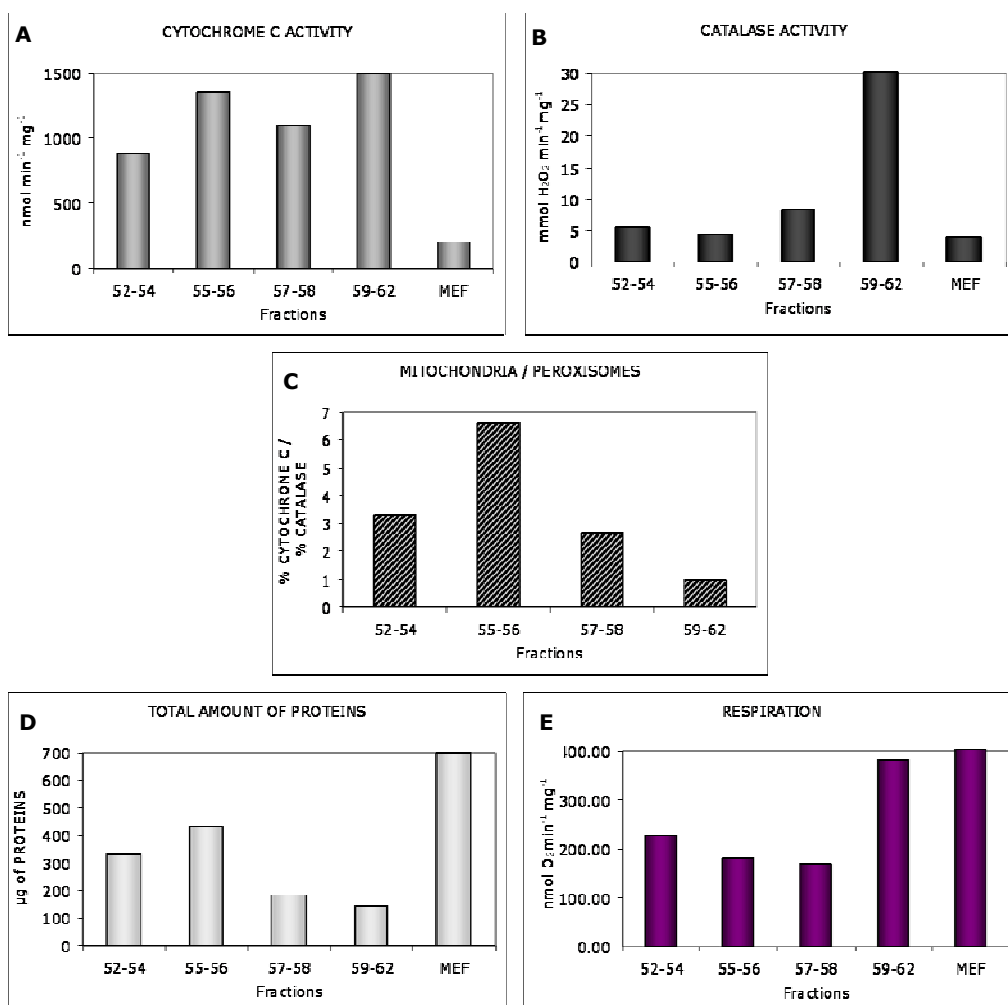 A
CYTOCHROME C ACTIVITY
nmol min⁻¹ mg⁻¹
1500
1000
500
0
52-54 55-56 57-58 59-62 MEF
Fractions
B
CATALASE ACTIVITY
mmol H₂O₂ min⁻¹ mg⁻¹
30
25
20
15
10
5
0
52-54 55-56 57-58 59-62 MEF
Fractions
C
MITOCHONDRIA / PEROXISOMES
% CYTOCHRONE C /
% CATALASE
7
6
5
4
3
2
1
0
52-54 55-56 57-58 59-62
Fractions
D
TOTAL AMOUNT OF PROTEINS
µg of PROTEINS
700
600
500
400
300
200
100
0
52-54 55-56 57-58 59-62 MEF
Fractions
E
RESPIRATION
nmol O₂min⁻¹ mg⁻¹
400.00
300.00
200.00
100.00
0.00
52-54 55-56 57-58 59-62 MEF
Fractions